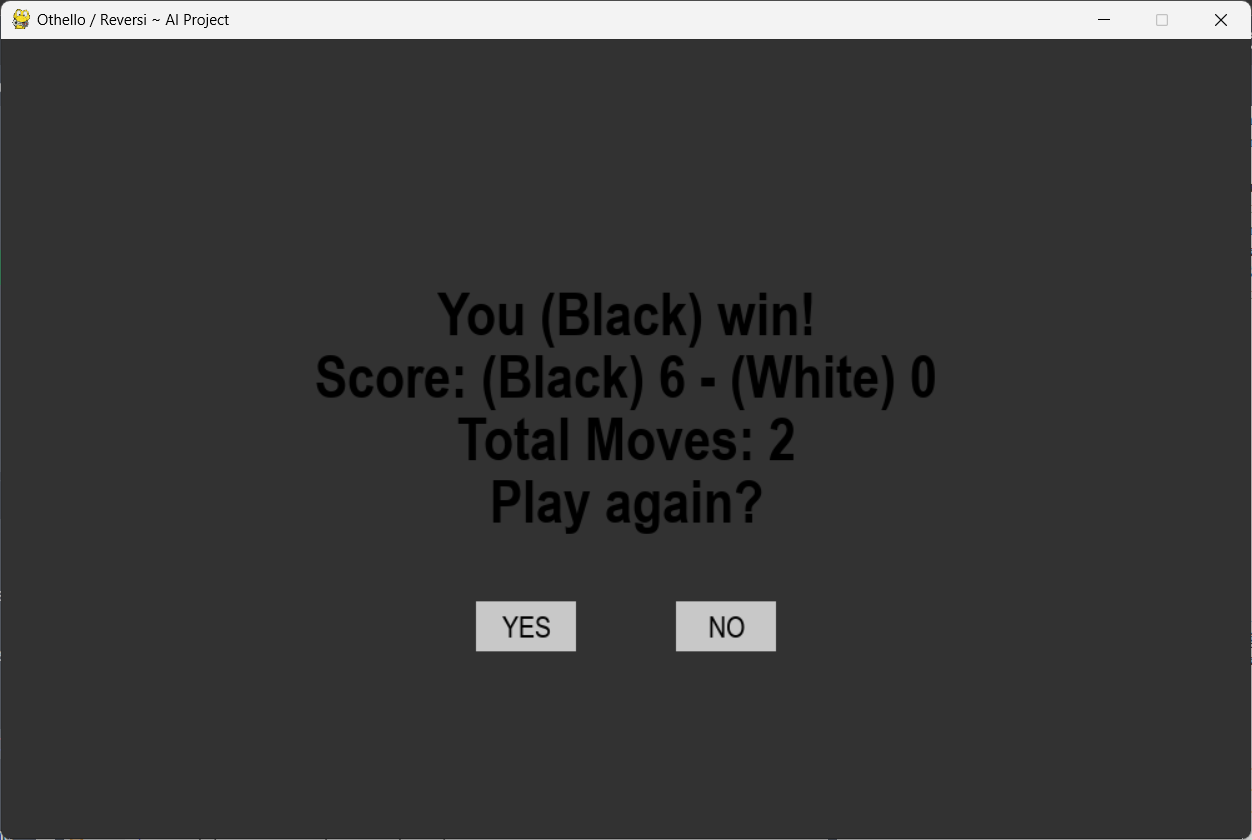 Othello / Reversi ~ AI Project
You (Black) win!
Score: (Black) 6 - (White) 0
Total Moves: 2
Play again?
YES NO